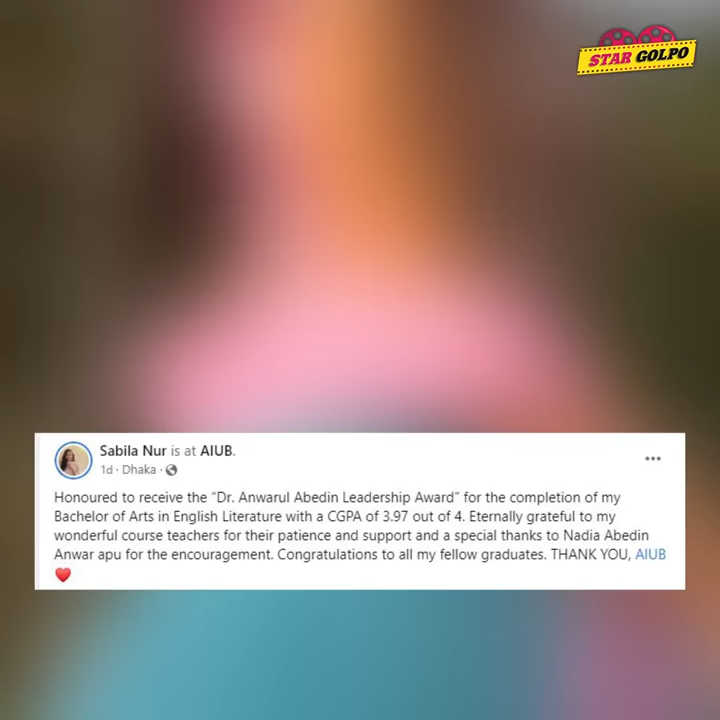 STAR GOLPO
Sabila Nur is at AIUB.
1d · Dhaka ·
Honoured to receive the “Dr. Anwarul Abedin Leadership Award” for the completion of my
Bachelor of Arts in English Literature with a CGPA of 3.97 out of 4. Eternally grateful to my
wonderful course teachers for their patience and support and a special thanks to Nadia Abedin
Anwar apu for the encouragement. Congratulations to all my fellow graduates. THANK YOU, AIUB
❤️